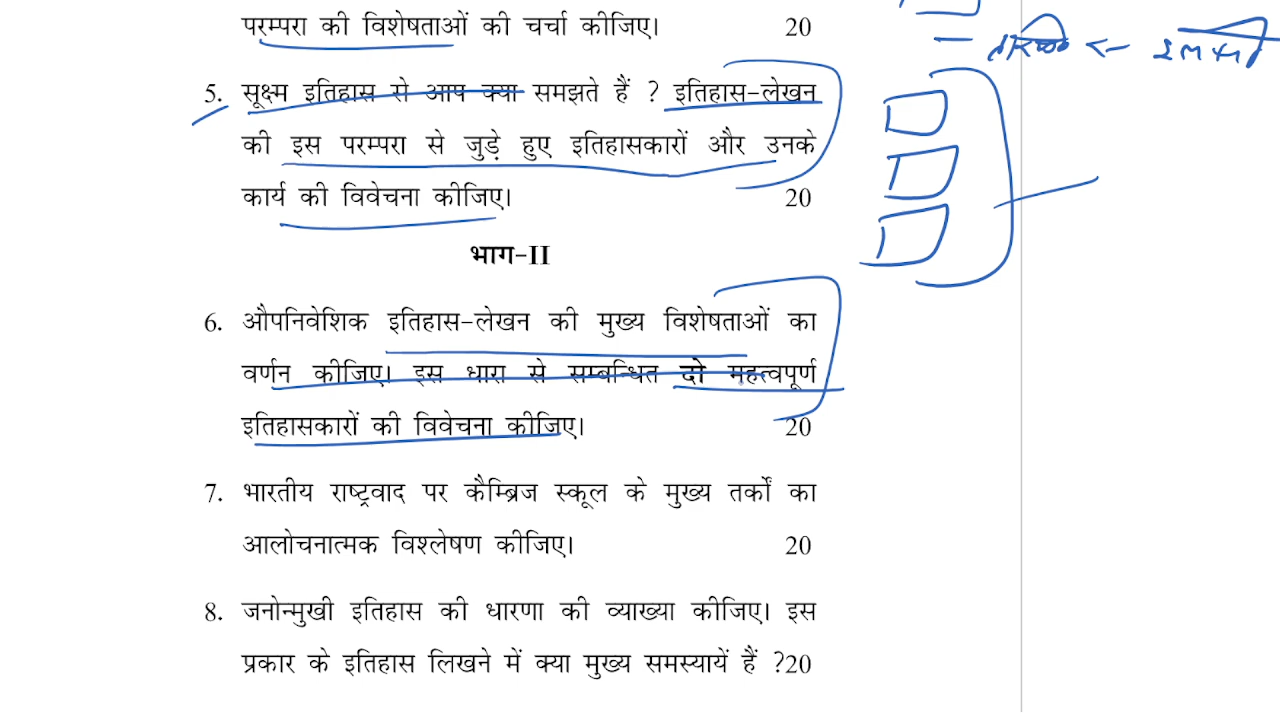 परम्परा की विशेषताओं की चर्चा कीजिए। 20
5. सूक्ष्म इतिहास से आप क्या समझते हैं ? इतिहास-लेखन
की इस परम्परा से जुड़े हुए इतिहासकारों और उनके
कार्य की विवेचना कीजिए। 20
भाग-II
6. औपनिवेशिक इतिहास-लेखन की मुख्य विशेषताओं का
वर्णन कीजिए। इस धारा से सम्बन्धित दो महत्वपूर्ण
इतिहासकारों की विवेचना कीजिए। 20
7. भारतीय राष्ट्रवाद पर कैम्ब्रिज स्कूल के मुख्य तर्कों का
आलोचनात्मक विश्लेषण कीजिए। 20
8. जनोन्मुखी इतिहास की धारणा की व्याख्या कीजिए। इस
प्रकार के इतिहास लिखने में क्या मुख्य समस्यायें हैं ?20